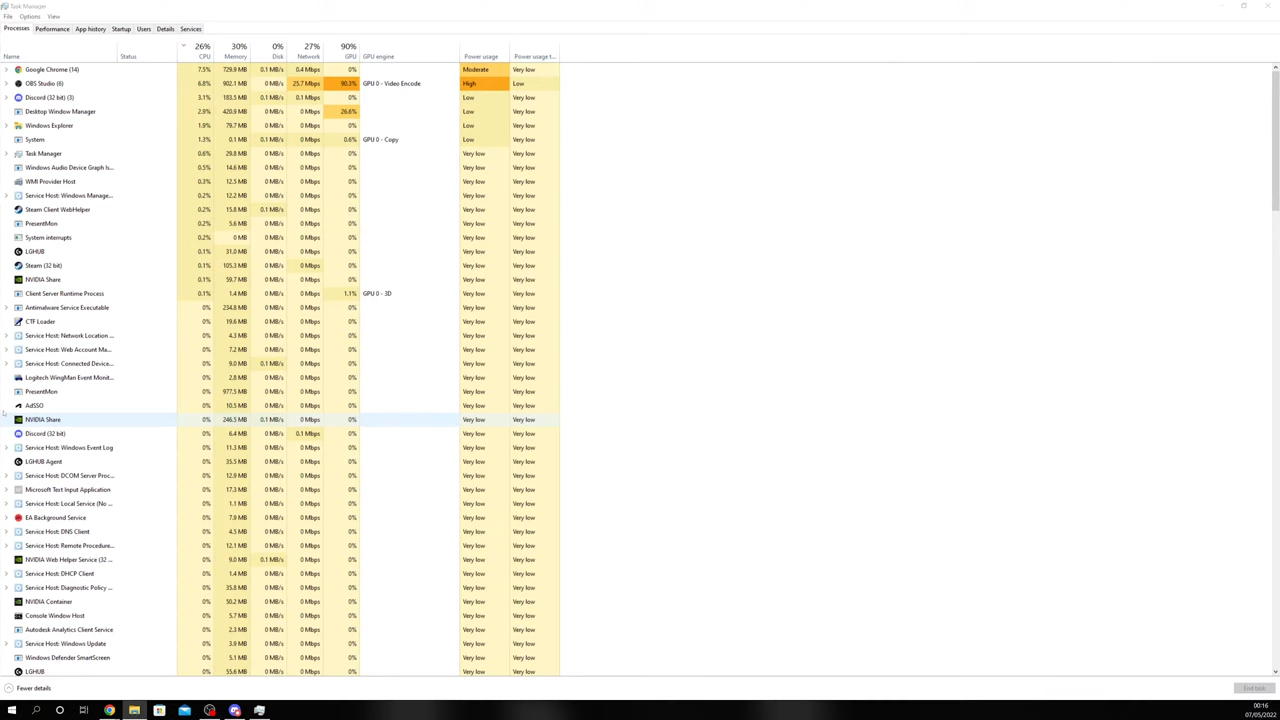 Task Manager
File Options View
Processes Performance App history Startup Users Details Services
26% 30% 0% 27% 90%
Name Status CPU Memory Disk Network GPU GPU engine Power usage Power usage t...
Google Chrome (14) 7.5% 729.9 MB 0.1 MB/s 0.4 Mbps 0% Moderate Very low
OBS Studio (6) 6.8% 902.1 MB 0 MB/s 25.7 Mbps 90.3% GPU 0 - Video Encode High Low
Discord (32 bit) (3) 3.1% 183.5 MB 0.1 MB/s 0.1 Mbps 0% Low Very low
Desktop Window Manager 2.9% 420.9 MB 0 MB/s 0 Mbps 26.6% Low Very low
Windows Explorer 1.9% 79.7 MB 0 MB/s 0 Mbps 0% Low Very low
System 1.3% 0.1 MB 0.1 MB/s 0 Mbps 0.6% GPU 0 - Copy Low Very low
Task Manager 0.6% 29.8 MB 0 MB/s 0 Mbps 0% Very low Very low
Windows Audio Device Graph Is... 0.5% 14.6 MB 0 MB/s 0 Mbps 0% Very low Very low
WMI Provider Host 0.3% 12.5 MB 0 MB/s 0 Mbps 0% Very low Very low
Service Host: Windows Manage... 0.2% 12.2 MB 0 MB/s 0 Mbps 0% Very low Very low
Steam Client WebHelper 0.2% 15.8 MB 0.1 MB/s 0 Mbps 0% Very low Very low
PresentMon 0.2% 5.6 MB 0 MB/s 0 Mbps 0% Very low Very low
System interrupts 0.2% 0 MB 0 MB/s 0 Mbps 0% Very low Very low
LGHUB 0.1% 31.0 MB 0 MB/s 0 Mbps 0% Very low Very low
Steam (32 bit) 0.1% 105.3 MB 0 MB/s 0 Mbps 0% Very low Very low
NVIDIA Share 0.1% 59.7 MB 0 MB/s 0 Mbps 0% Very low Very low
Client Server Runtime Process 0.1% 1.4 MB 0 MB/s 0 Mbps 1.1% GPU 0 - 3D Very low Very low
Antimalware Service Executable 0% 234.8 MB 0 MB/s 0 Mbps 0% Very low Very low
CTF Loader 0% 19.6 MB 0 MB/s 0 Mbps 0% Very low Very low
Service Host: Network Location ... 0% 4.3 MB 0 MB/s 0 Mbps 0% Very low Very low
Service Host: Web Account Ma... 0% 7.2 MB 0 MB/s 0 Mbps 0% Very low Very low
Service Host: Connected Device... 0% 9.0 MB 0.1 MB/s 0 Mbps 0% Very low Very low
Logitech WingMan Event Monit... 0% 2.8 MB 0 MB/s 0 Mbps 0% Very low Very low
PresentMon 0% 977.5 MB 0 MB/s 0 Mbps 0% Very low Very low
AdSSO 0% 10.5 MB 0 MB/s 0 Mbps 0% Very low Very low
NVIDIA Share 0% 246.5 MB 0.1 MB/s 0 Mbps 0% Very low Very low
Discord (32 bit) 0% 6.4 MB 0 MB/s 0.1 Mbps 0% Very low Very low
Service Host: Windows Event Log 0% 11.3 MB 0 MB/s 0 Mbps 0% Very low Very low
LGHUB Agent 0% 35.5 MB 0 MB/s 0 Mbps 0% Very low Very low
Service Host: DCOM Server Proc... 0% 12.9 MB 0 MB/s 0 Mbps 0% Very low Very low
Microsoft Text Input Application 0% 17.3 MB 0 MB/s 0 Mbps 0% Very low Very low
Service Host: Local Service (No ... 0% 1.1 MB 0 MB/s 0 Mbps 0% Very low Very low
EA Background Service 0% 7.9 MB 0 MB/s 0 Mbps 0% Very low Very low
Service Host: DNS Client 0% 4.5 MB 0 MB/s 0 Mbps 0% Very low Very low
Service Host: Remote Procedure... 0% 12.1 MB 0 MB/s 0 Mbps 0% Very low Very low
NVIDIA Web Helper Service (32 ... 0% 9.0 MB 0.1 MB/s 0 Mbps 0% Very low Very low
Service Host: DHCP Client 0% 1.4 MB 0 MB/s 0 Mbps 0% Very low Very low
Service Host: Diagnostic Policy ... 0% 35.8 MB 0 MB/s 0 Mbps 0% Very low Very low
NVIDIA Container 0% 50.2 MB 0 MB/s 0 Mbps 0% Very low Very low
Console Window Host 0% 5.7 MB 0 MB/s 0 Mbps 0% Very low Very low
Autodesk Analytics Client Service 0% 2.3 MB 0 MB/s 0 Mbps 0% Very low Very low
Service Host: Windows Update 0% 3.9 MB 0 MB/s 0 Mbps 0% Very low Very low
Windows Defender SmartScreen 0% 5.1 MB 0 MB/s 0 Mbps 0% Very low Very low
LGHUB 0% 55.6 MB 0 MB/s 0 Mbps 0% Very low Very low
Fewer details End task
00:16
07/05/2022